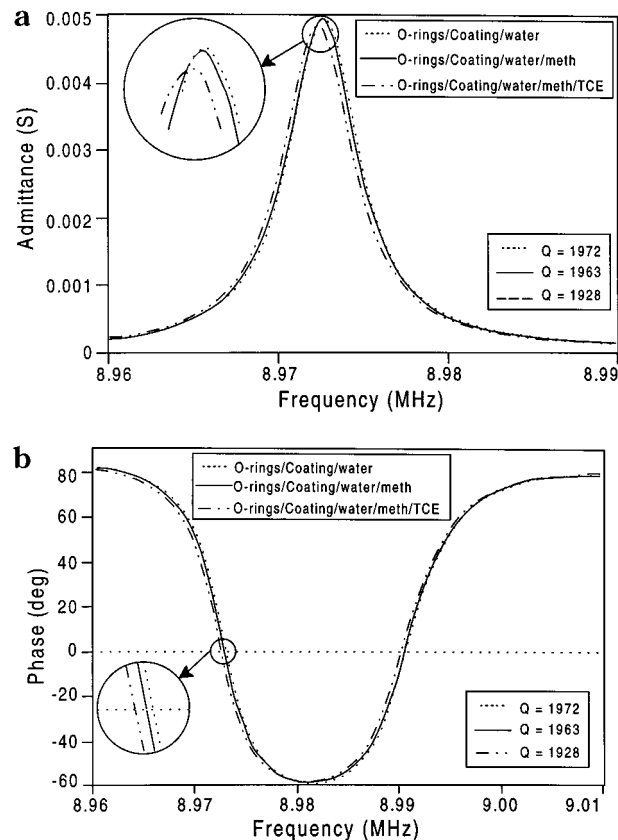 a
0.005
0.004
0.003
0.002
0.001
0
Admittance (S)
O-rings/Coating/water
O-rings/Coating/water/meth
O-rings/Coating/water/meth/TCE
Q = 1972
Q = 1963
Q = 1928
8.96
8.97
8.98
8.99
Frequency (MHz)
b
80
60
40
20
0
-20
-40
-60
Phase (deg)
O-rings/Coating/water
O-rings/Coating/water/meth
O-rings/Coating/water/meth/TCE
Q = 1972
Q = 1963
Q = 1928
8.96
8.97
8.98
8.99
9.00
9.01
Frequency (MHz)